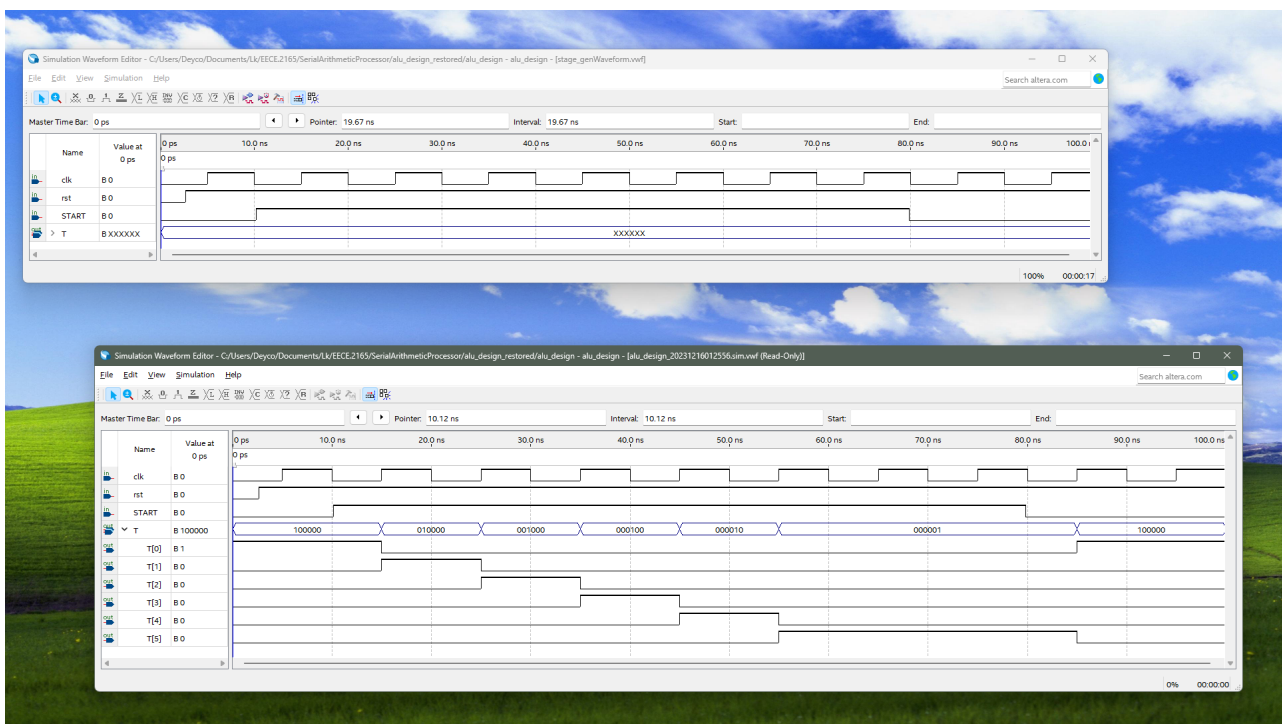 Simulation Waveform Editor - C:/Users/Deyco/Documents/Lk/EECE.2165/SerialArithmeticProcessor/alu_design_restored/alu_design - alu_design - [stage_genWaveform.vwf]
File Edit View Simulation Help
Search altera.com
Master Time Bar: 0 ps Pointer: 19.67 ns Interval: 19.67 ns Start: End:
Name Value at 0 ps
0 ps 10.0 ns 20.0 ns 30.0 ns 40.0 ns 50.0 ns 60.0 ns 70.0 ns 80.0 ns 90.0 ns 100.0
0 ps
clk B 0
rst B 0
START B 0
T B XXXXXX XXXXXX
100% 00:00:17
Simulation Waveform Editor - C:/Users/Deyco/Documents/Lk/EECE.2165/SerialArithmeticProcessor/alu_design_restored/alu_design - alu_design - [alu_design_20231216012556.sim.vwf (Read-Only)]
File Edit View Simulation Help
Search altera.com
Master Time Bar: 0 ps Pointer: 10.12 ns Interval: 10.12 ns Start: End:
Name Value at 0 ps
0 ps 10.0 ns 20.0 ns 30.0 ns 40.0 ns 50.0 ns 60.0 ns 70.0 ns 80.0 ns 90.0 ns 100.0 ns
0 ps
clk B 0
rst B 0
START B 0
T B 100000 100000 010000 001000 000100 000010 000001 100000
T[0] B 1
T[1] B 0
T[2] B 0
T[3] B 0
T[4] B 0
T[5] B 0
0% 00:00:00